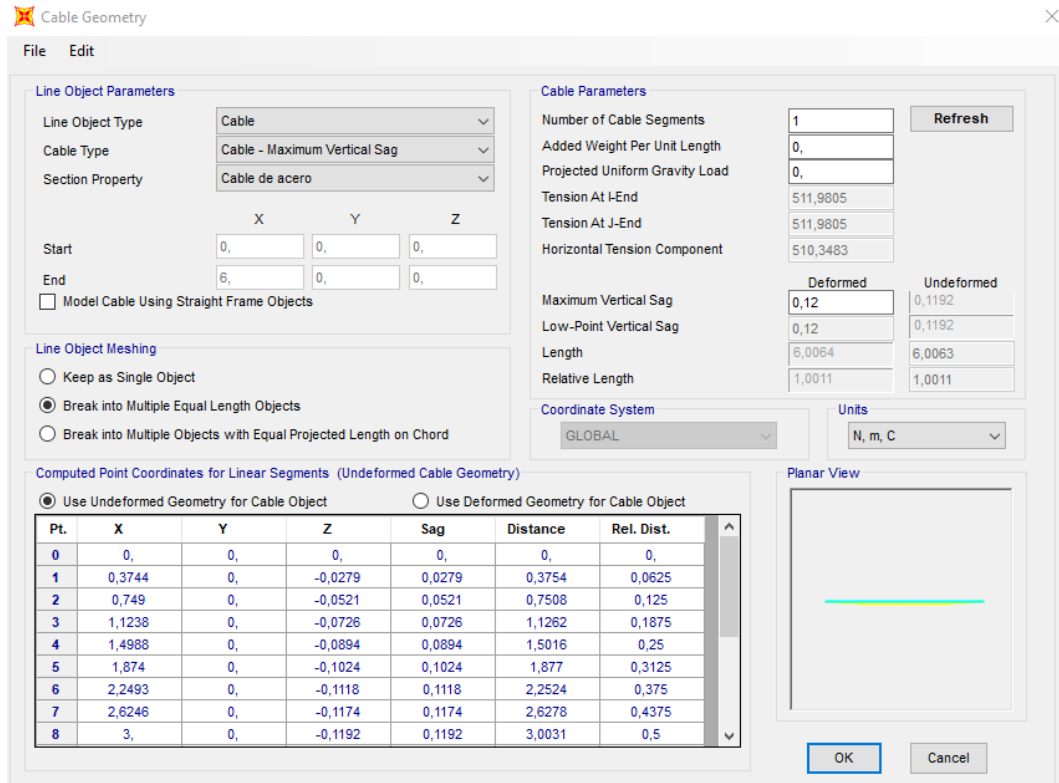 Cable Geometry
File Edit
Line Object Parameters
Line Object Type Cable
Cable Type Cable - Maximum Vertical Sag
Section Property Cable de acero
X Y Z
Start 0, 0, 0,
End 6, 0, 0,
Model Cable Using Straight Frame Objects
Cable Parameters
Number of Cable Segments 1 Refresh
Added Weight Per Unit Length 0,
Projected Uniform Gravity Load 0,
Tension At I-End 511,9805
Tension At J-End 511,9805
Horizontal Tension Component 510,3483
Deformed Undeformed
Maximum Vertical Sag 0,12 0,1192
Low-Point Vertical Sag 0,12 0,1192
Length 6,0064 6,0063
Relative Length 1,0011 1,0011
Line Object Meshing
Keep as Single Object
Break into Multiple Equal Length Objects
Break into Multiple Objects with Equal Projected Length on Chord
Coordinate System
GLOBAL
Units
N, m, C
Computed Point Coordinates for Linear Segments (Undeformed Cable Geometry)
Use Undeformed Geometry for Cable Object Use Deformed Geometry for Cable Object
Pt. X Y Z Sag Distance Rel. Dist.
0 0, 0, 0, 0, 0, 0,
1 0,3744 0, -0,0279 0,0279 0,3754 0,0625
2 0,749 0, -0,0521 0,0521 0,7508 0,125
3 1,1238 0, -0,0726 0,0726 1,1262 0,1875
4 1,4988 0, -0,0894 0,0894 1,5016 0,25
5 1,874 0, -0,1024 0,1024 1,877 0,3125
6 2,2493 0, -0,1118 0,1118 2,2524 0,375
7 2,6246 0, -0,1174 0,1174 2,6278 0,4375
8 3, 0, -0,1192 0,1192 3,0031 0,5
Planar View
OK Cancel